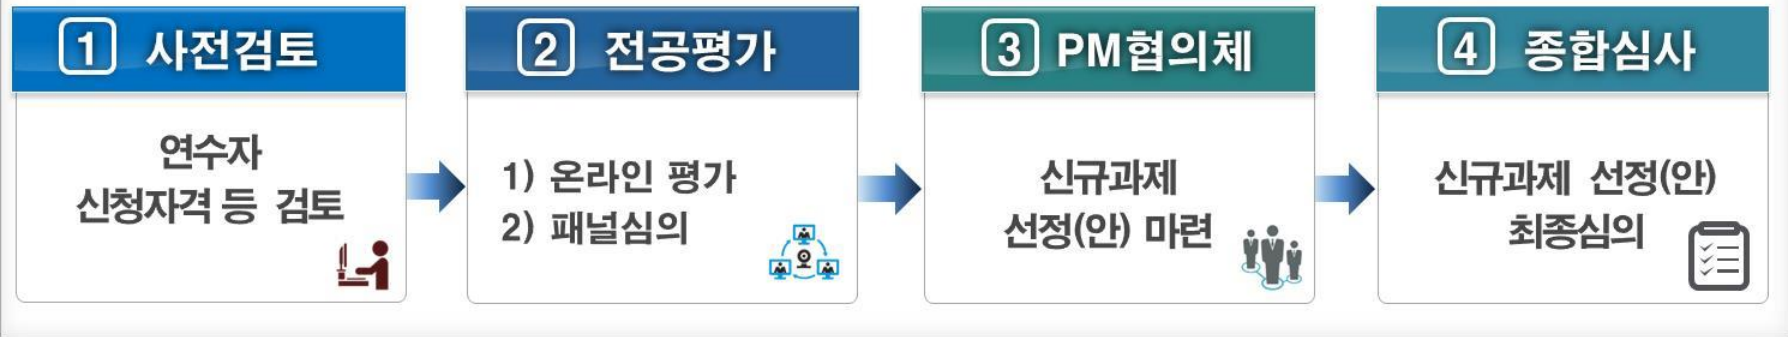 1 사전검토
연수자
신청자격 등 검토
2 전공평가
1) 온라인 평가
2) 패널심의
3 PM협의체
신규과제
선정(안) 마련
4 종합심사
신규과제 선정(안)
최종심의